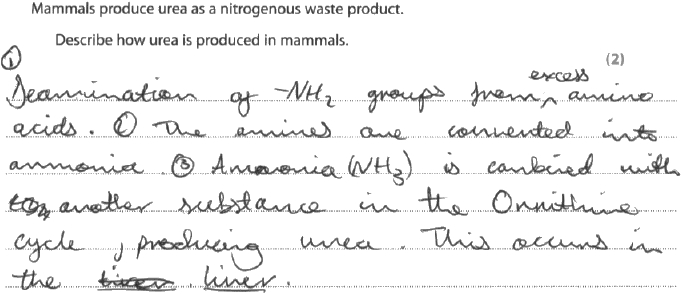 Mammals produce urea as a nitrogenous waste product.
Describe how urea is produced in mammals.
(2)
① excess
Deamination of -NH₂ groups from ^ amino
acids. ② The amines are converted into
ammonia. ③ Ammonia (NH₃) is combined with
another substance in the Ornithine
cycle, producing urea. This occurs in
the liver.